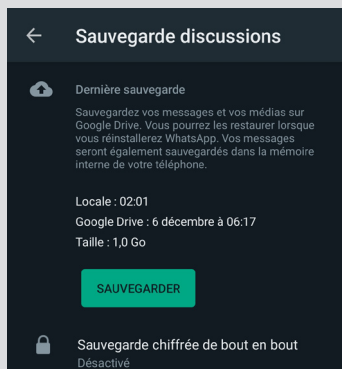 Sauvegarde discussions
Dernière sauvegarde
Sauvegardez vos messages et vos médias sur
Google Drive. Vous pourrez les restaurer lorsque
vous réinstallerez WhatsApp. Vos messages
seront également sauvegardés dans la mémoire
interne de votre téléphone.
Locale : 02:01
Google Drive : 6 décembre à 06:17
Taille : 1,0 Go
SAUVEGARDER
Sauvegarde chiffrée de bout en bout
Désactivé